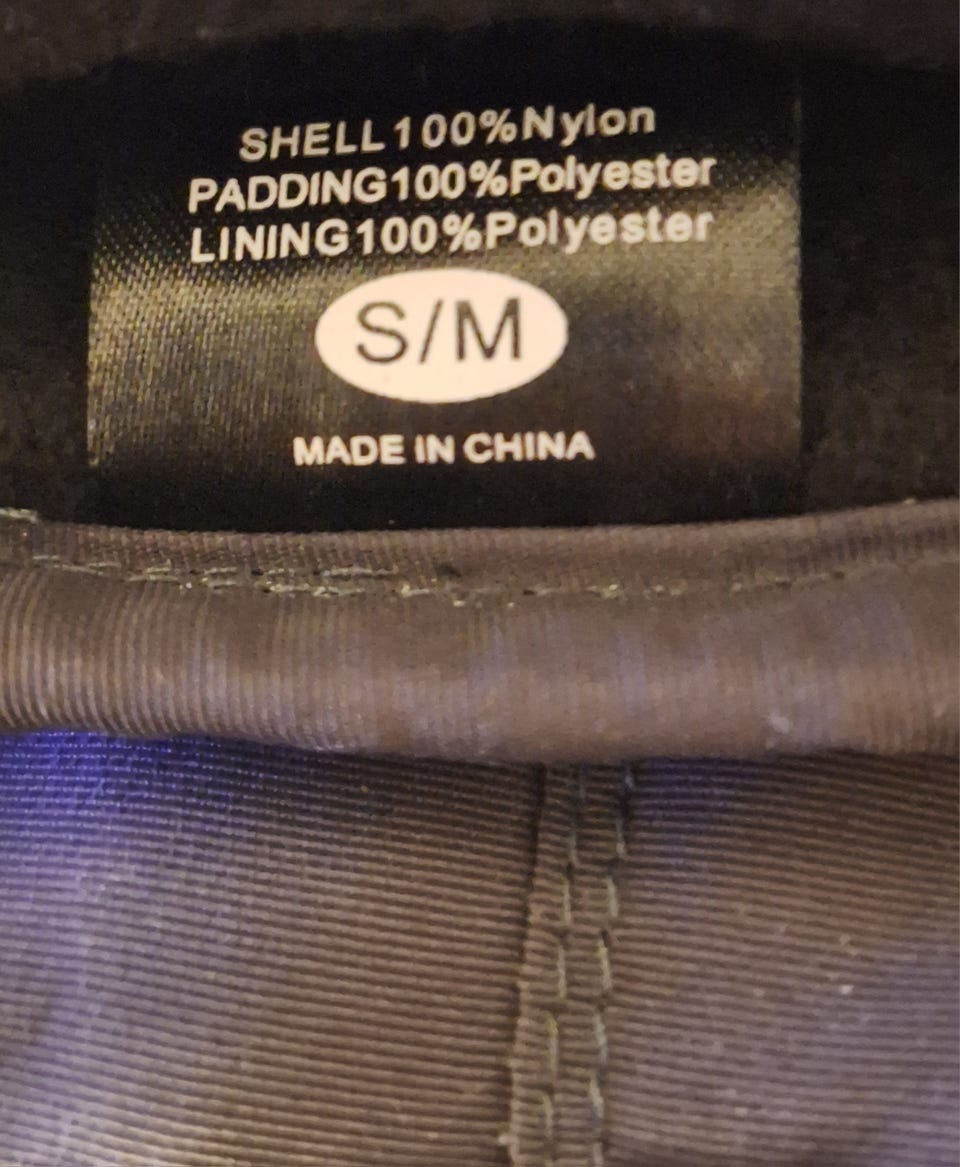 SHELL100%Nylon
PADDING100%Polyester
LINING100%Polyester
S/M
MADE IN CHINA